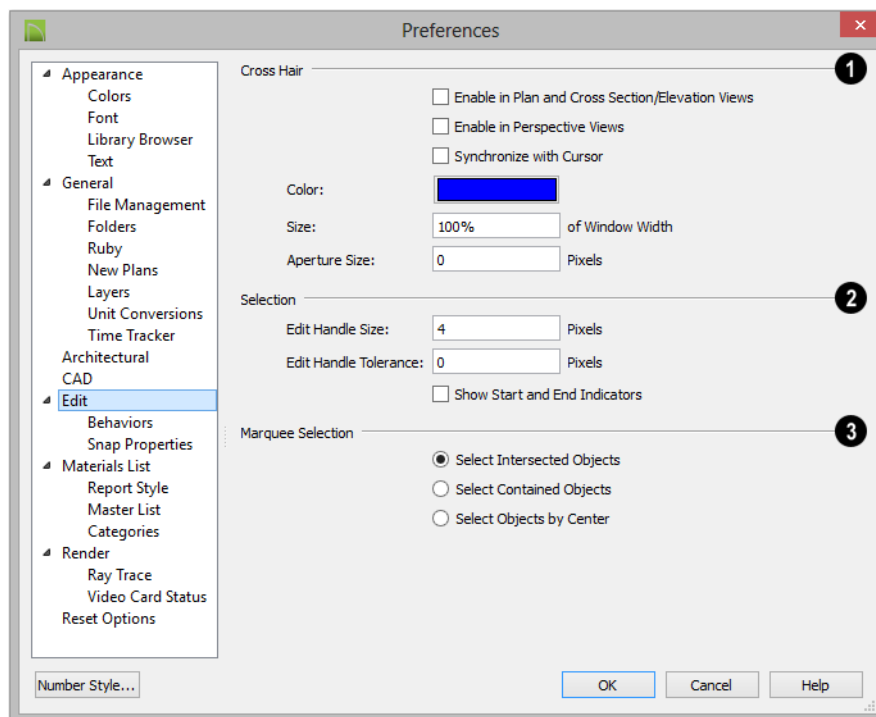 Preferences
Appearance
Colors
Font
Library Browser
Text
General
File Management
Folders
Ruby
New Plans
Layers
Unit Conversions
Time Tracker
Architectural
CAD
Edit
Behaviors
Snap Properties
Materials List
Report Style
Master List
Categories
Render
Ray Trace
Video Card Status
Reset Options
Cross Hair 1
Enable in Plan and Cross Section/Elevation Views
Enable in Perspective Views
Synchronize with Cursor
Color:
Size: 100% of Window Width
Aperture Size: 0 Pixels
Selection 2
Edit Handle Size: 4 Pixels
Edit Handle Tolerance: 0 Pixels
Show Start and End Indicators
Marquee Selection 3
Select Intersected Objects
Select Contained Objects
Select Objects by Center
Number Style... OK Cancel Help